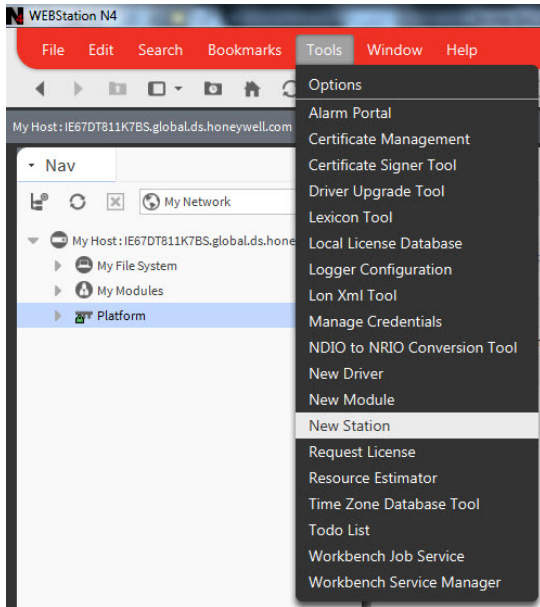 WEBStation N4
File Edit Search Bookmarks Tools Window Help
My Host : IE67DT811K7BS.global.ds.honeywell.com
Nav
My Network
My Host : IE67DT811K7BS.global.ds.hone
My File System
My Modules
Platform
Options
Alarm Portal
Certificate Management
Certificate Signer Tool
Driver Upgrade Tool
Lexicon Tool
Local License Database
Logger Configuration
Lon Xml Tool
Manage Credentials
NDIO to NRIO Conversion Tool
New Driver
New Module
New Station
Request License
Resource Estimator
Time Zone Database Tool
Todo List
Workbench Job Service
Workbench Service Manager